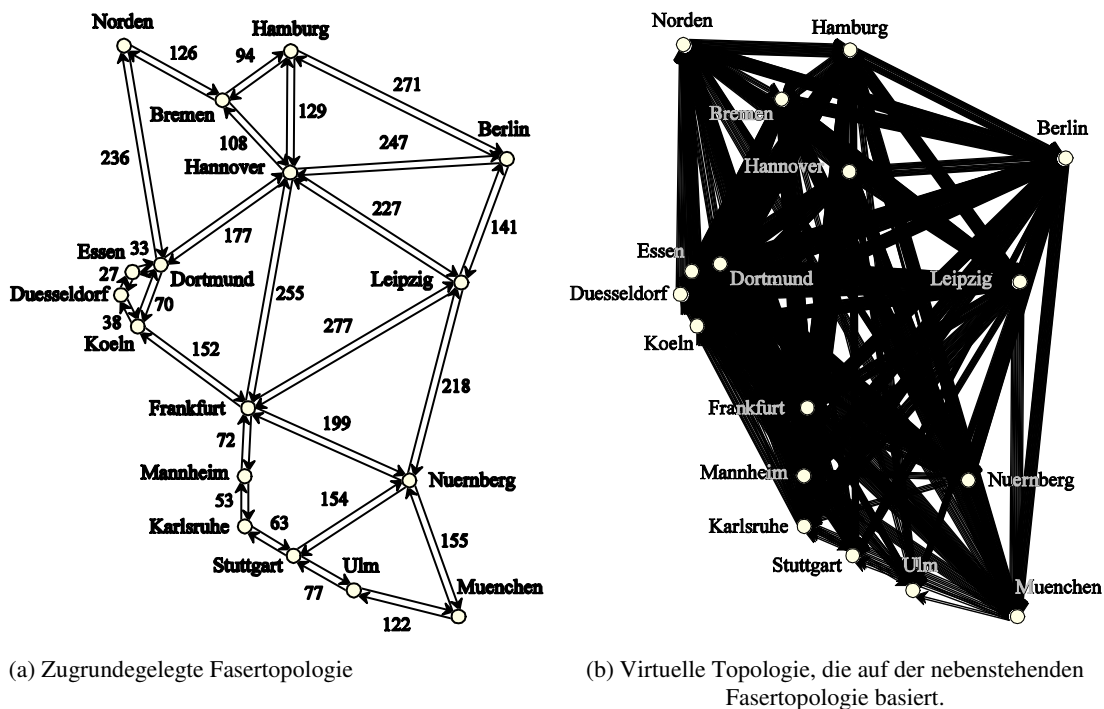 Norden
Hamburg
126
94
271
Bremen
129
108
Berlin
247
Hannover
236
227
177
141
Essen
33
27
Dortmund
Leipzig
Duesseldorf
70
255
38
277
Koeln
152
218
Frankfurt
199
72
Mannheim
Nuernberg
154
53
63
Karlsruhe
155
Stuttgart
Ulm
77
Muenchen
122
(a) Zugrundegelegte Fasertopologie
Norden
Hamburg
Bremen
Berlin
Hannover
Essen
Dortmund
Leipzig
Duesseldorf
Koeln
Frankfurt
Mannheim
Nuernberg
Karlsruhe
Stuttgart
Ulm
Muenchen
(b) Virtuelle Topologie, die auf der nebenstehenden
Fasertopologie basiert.